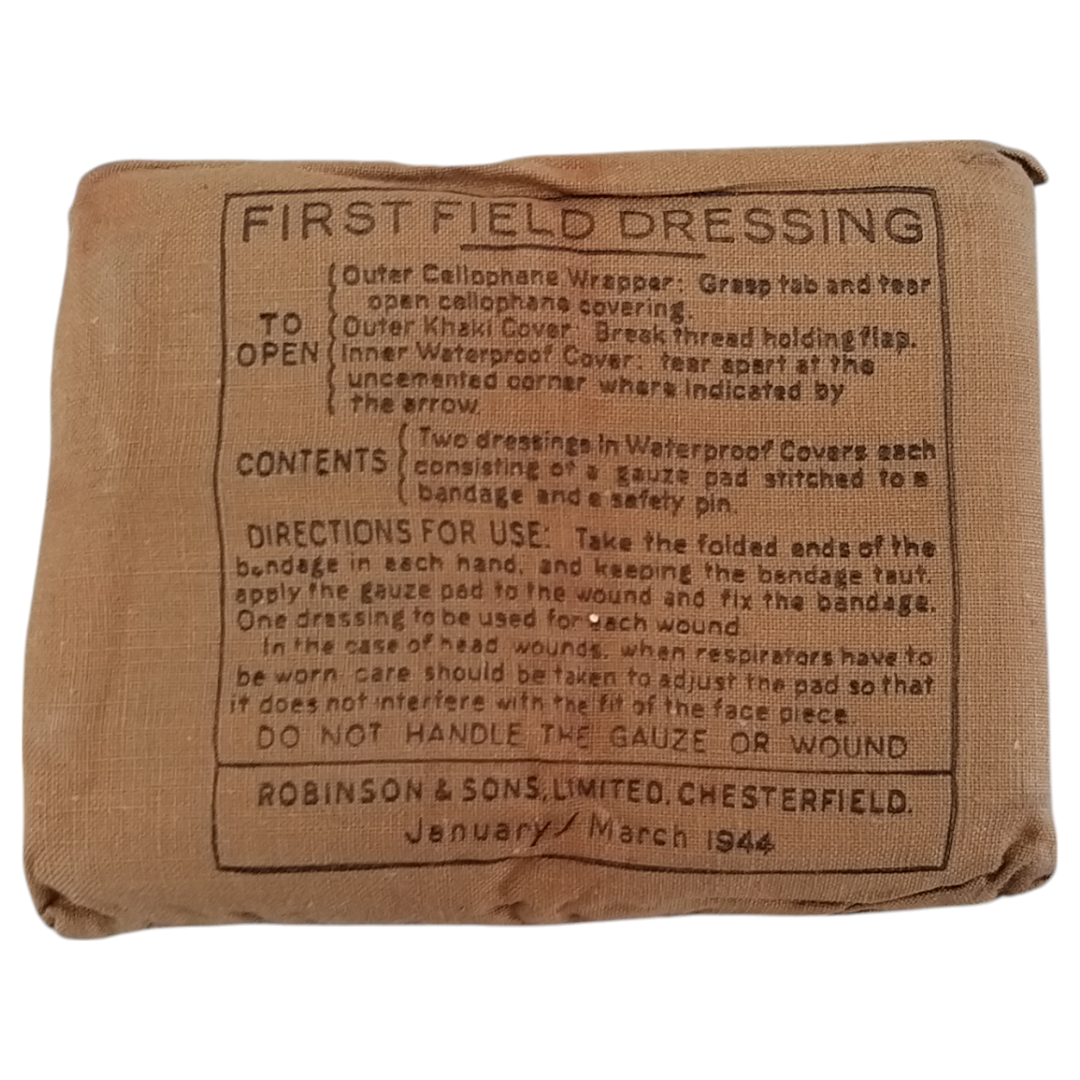 FIRST FIELD DRESSING
TO OPEN
Outer Cellophane Wrapper: Grasp tab and tear
open cellophane covering.
Outer Khaki Cover: Break thread holding flap.
Inner Waterproof Cover: tear apart at the
uncemented corner where indicated by
the arrow.
CONTENTS
Two dressings in Waterproof Covers each
consisting of a gauze pad stitched to a
bandage and a safety pin.
DIRECTIONS FOR USE: Take the folded ends of the
bandage in each hand, and keeping the bandage taut,
apply the gauze pad to the wound and fix the bandage.
One dressing to be used for each wound
In the case of head wounds, when respirators have to
be worn care should be taken to adjust the pad so that
it does not interfere with the fit of the face piece.
DO NOT HANDLE THE GAUZE OR WOUND
ROBINSON & SONS, LIMITED, CHESTERFIELD.
January / March 1944